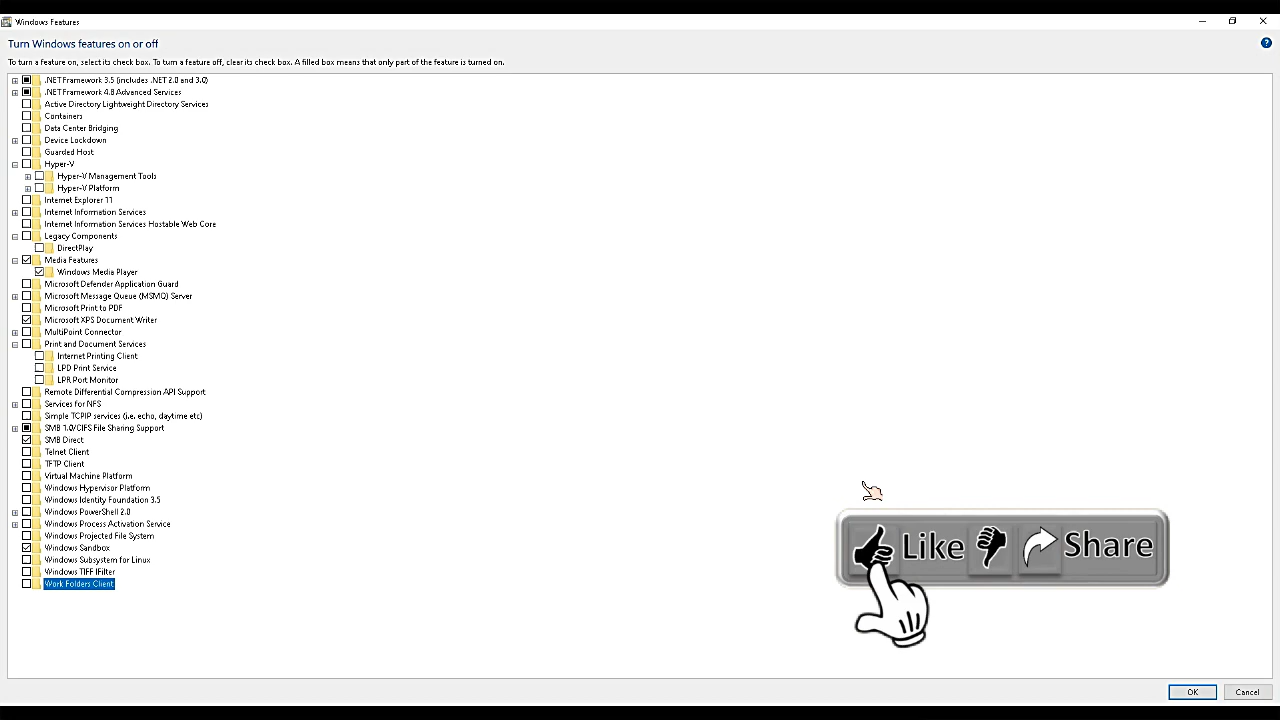 Windows Features
Turn Windows features on or off
To turn a feature on, select its check box. To turn a feature off, clear its check box. A filled box means that only part of the feature is turned on.
.NET Framework 3.5 (includes .NET 2.0 and 3.0)
.NET Framework 4.8 Advanced Services
Active Directory Lightweight Directory Services
Containers
Data Center Bridging
Device Lockdown
Guarded Host
Hyper-V
Hyper-V Management Tools
Hyper-V Platform
Internet Explorer 11
Internet Information Services
Internet Information Services Hostable Web Core
Legacy Components
DirectPlay
Media Features
Windows Media Player
Microsoft Defender Application Guard
Microsoft Message Queue (MSMQ) Server
Microsoft Print to PDF
Microsoft XPS Document Writer
MultiPoint Connector
Print and Document Services
Internet Printing Client
LPD Print Service
LPR Port Monitor
Remote Differential Compression API Support
Services for NFS
Simple TCPIP services (i.e. echo, daytime etc)
SMB 1.0/CIFS File Sharing Support
SMB Direct
Telnet Client
TFTP Client
Virtual Machine Platform
Windows Hypervisor Platform
Windows Identity Foundation 3.5
Windows PowerShell 2.0
Windows Process Activation Service
Windows Projected File System
Windows Sandbox
Windows Subsystem for Linux
Windows TIFF IFilter
Work Folders Client
Like Share
OK Cancel